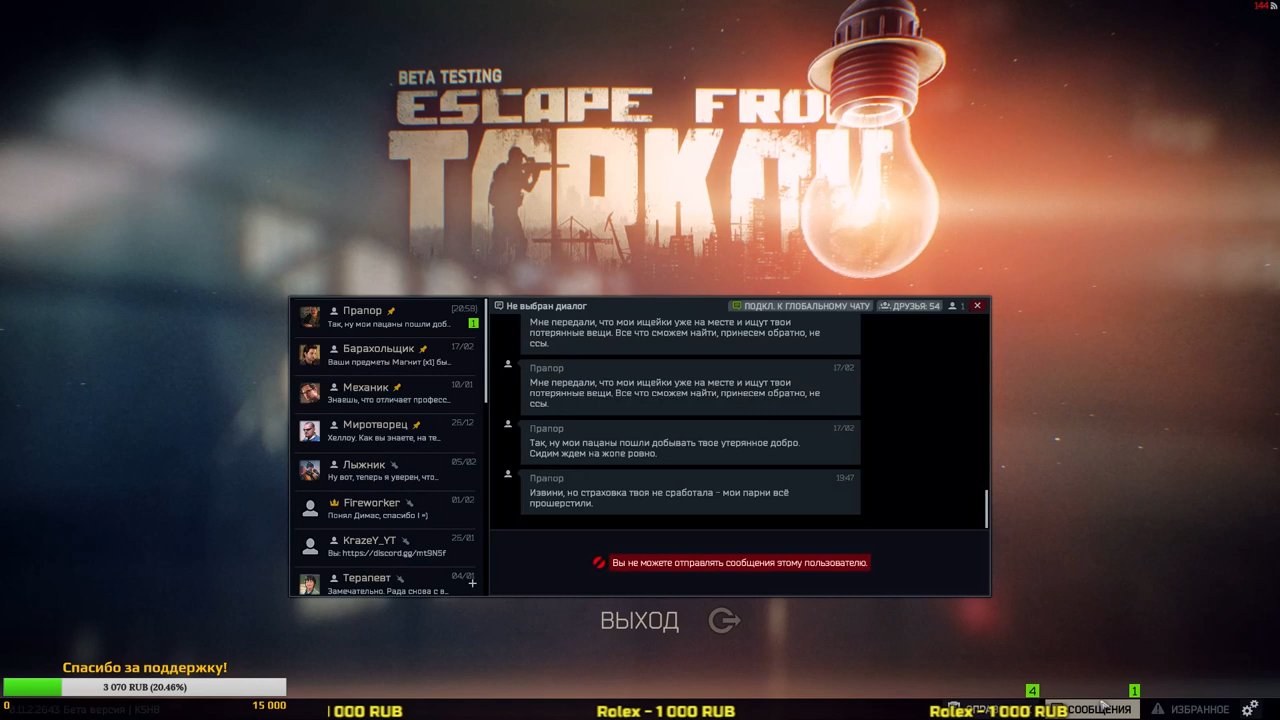 144
BETA TESTING
ESCAPE FROM
TARKOV
Прапор
[20:58]
Так, ну мои пацаны пошли доб...
1
Барахольщик
17/02
Ваши предметы Магнит (x1) бы...
Механик
10/01
Знаешь, что отличает професс...
Миротворец
25/12
Хеллоу. Как вы знаете, на те...
Лыжник
05/02
Ну вот, теперь я уверен, что...
Fireworker
01/02
Понял Димас, спасибо ! =)
KrazeY_YT
25/01
Вы: https://discord.gg/mt9N5f
Терапевт
04/01
Замечательно. Рада снова с в...
Не выбран диалог
ПОДКЛ. К ГЛОБАЛЬНОМУ ЧАТУ
ДРУЗЬЯ: 54
1
Мне передали, что мои ищейки уже на месте и ищут твои
потерянные вещи. Все что сможем найти, принесем обратно, не
ссы.
Прапор
17/02
Мне передали, что мои ищейки уже на месте и ищут твои
потерянные вещи. Все что сможем найти, принесем обратно, не
ссы.
Прапор
17/02
Так, ну мои пацаны пошли добывать твое утерянное добро.
Сидим ждем на жопе ровно.
Прапор
19:47
Извини, но страховка твоя не сработала - мои парни всё
прошерстили.
Вы не можете отправлять сообщения этому пользователю.
ВЫХОД
Спасибо за поддержку!
3 070 RUB (20.46%)
0
15 000
Бета версия | K5HB
1 000 RUB
Rolex - 1 000 RUB
Rolex - 1 000 RUB
4
1
СООБЩЕНИЯ
ИЗБРАННОЕ